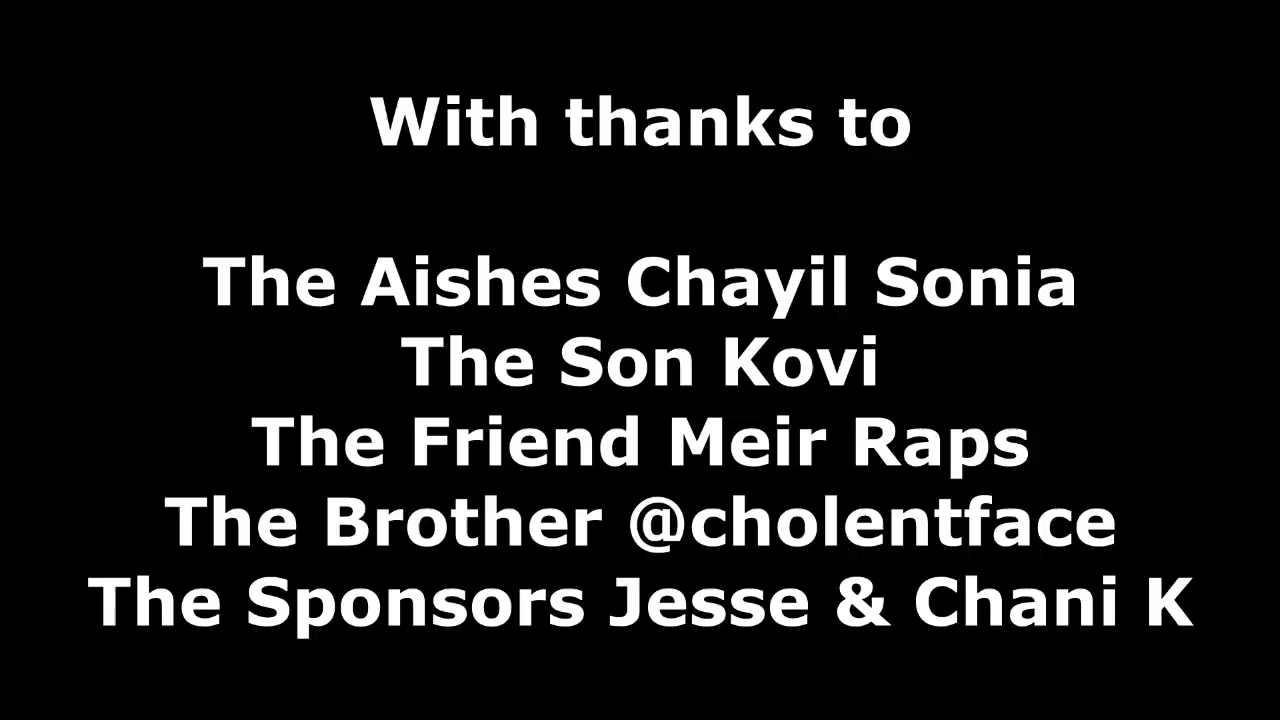 With thanks to
The Aishes Chayil Sonia
The Son Kovi
The Friend Meir Raps
The Brother @cholentface
The Sponsors Jesse & Chani K